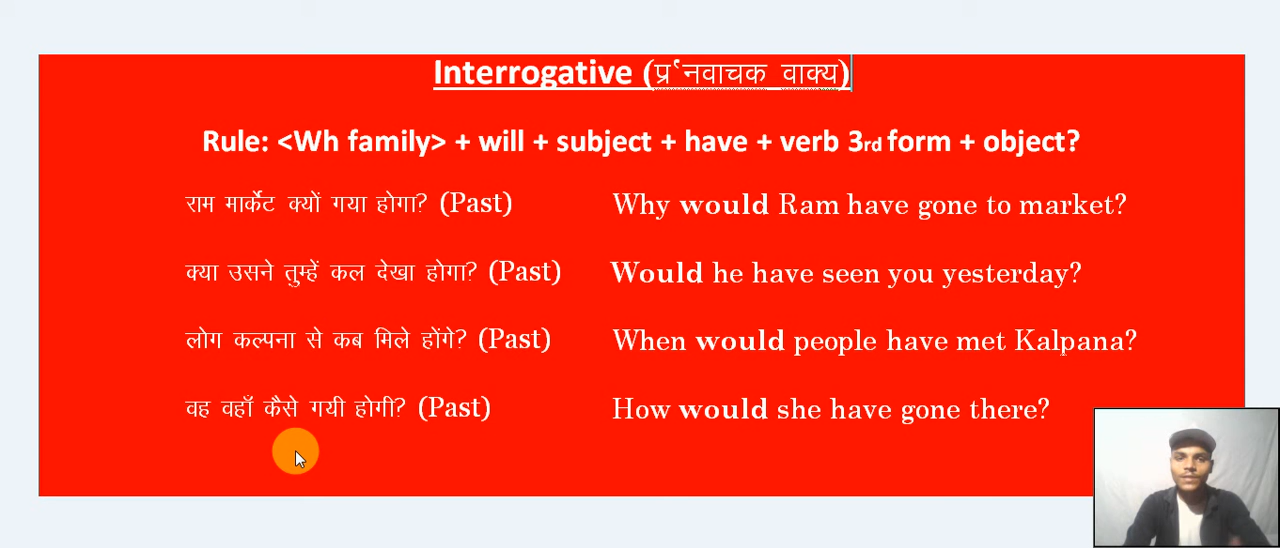 Interrogative (प्र॑नवाचक वाक्य)
Rule: <Wh family> + will + subject + have + verb 3rd form + object?
राम मार्केट क्यों गया होगा? (Past) Why would Ram have gone to market?
क्या उसने तुम्हें कल देखा होगा? (Past) Would he have seen you yesterday?
लोग कल्पना से कब मिले होंगे? (Past) When would people have met Kalpana?
वह वहाँ कैसे गयी होगी? (Past) How would she have gone there?